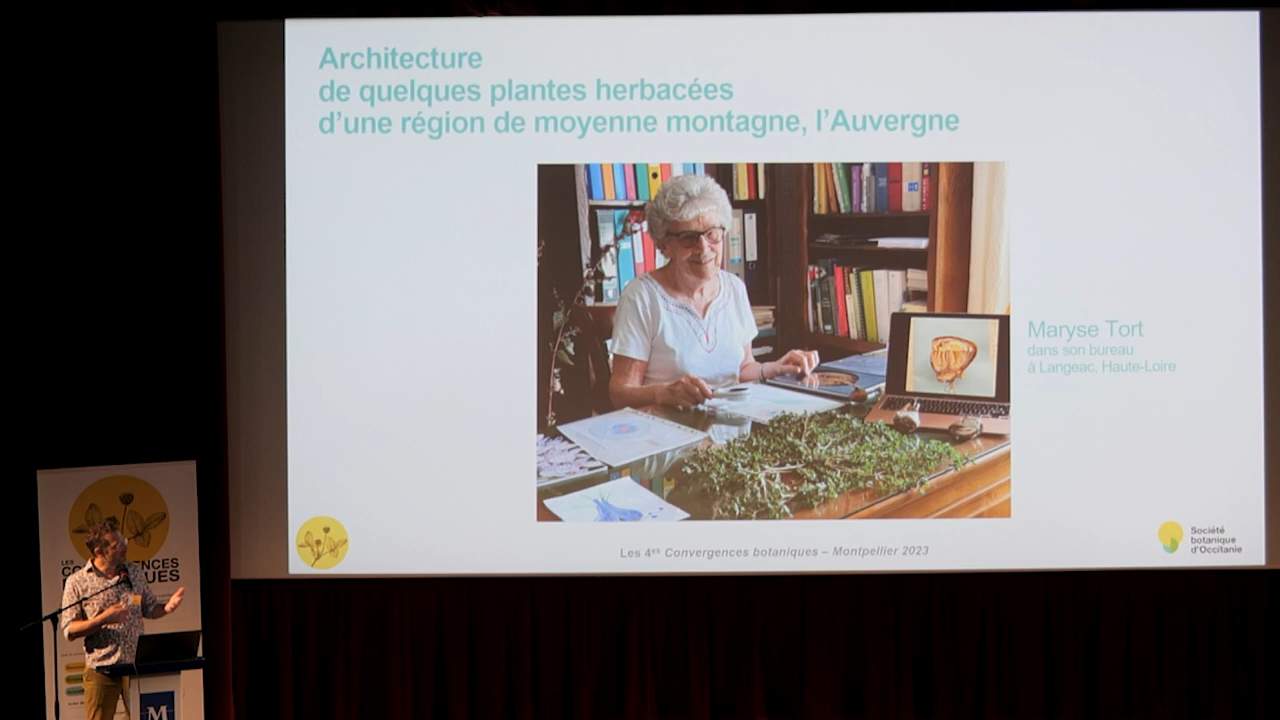 Architecture
de quelques plantes herbacées
d'une région de moyenne montagne, l'Auvergne
Maryse Tort
dans son bureau
à Langeac, Haute-Loire
Les 4es Convergences botaniques – Montpellier 2023
Société
botanique
d'Occitanie
LES
M